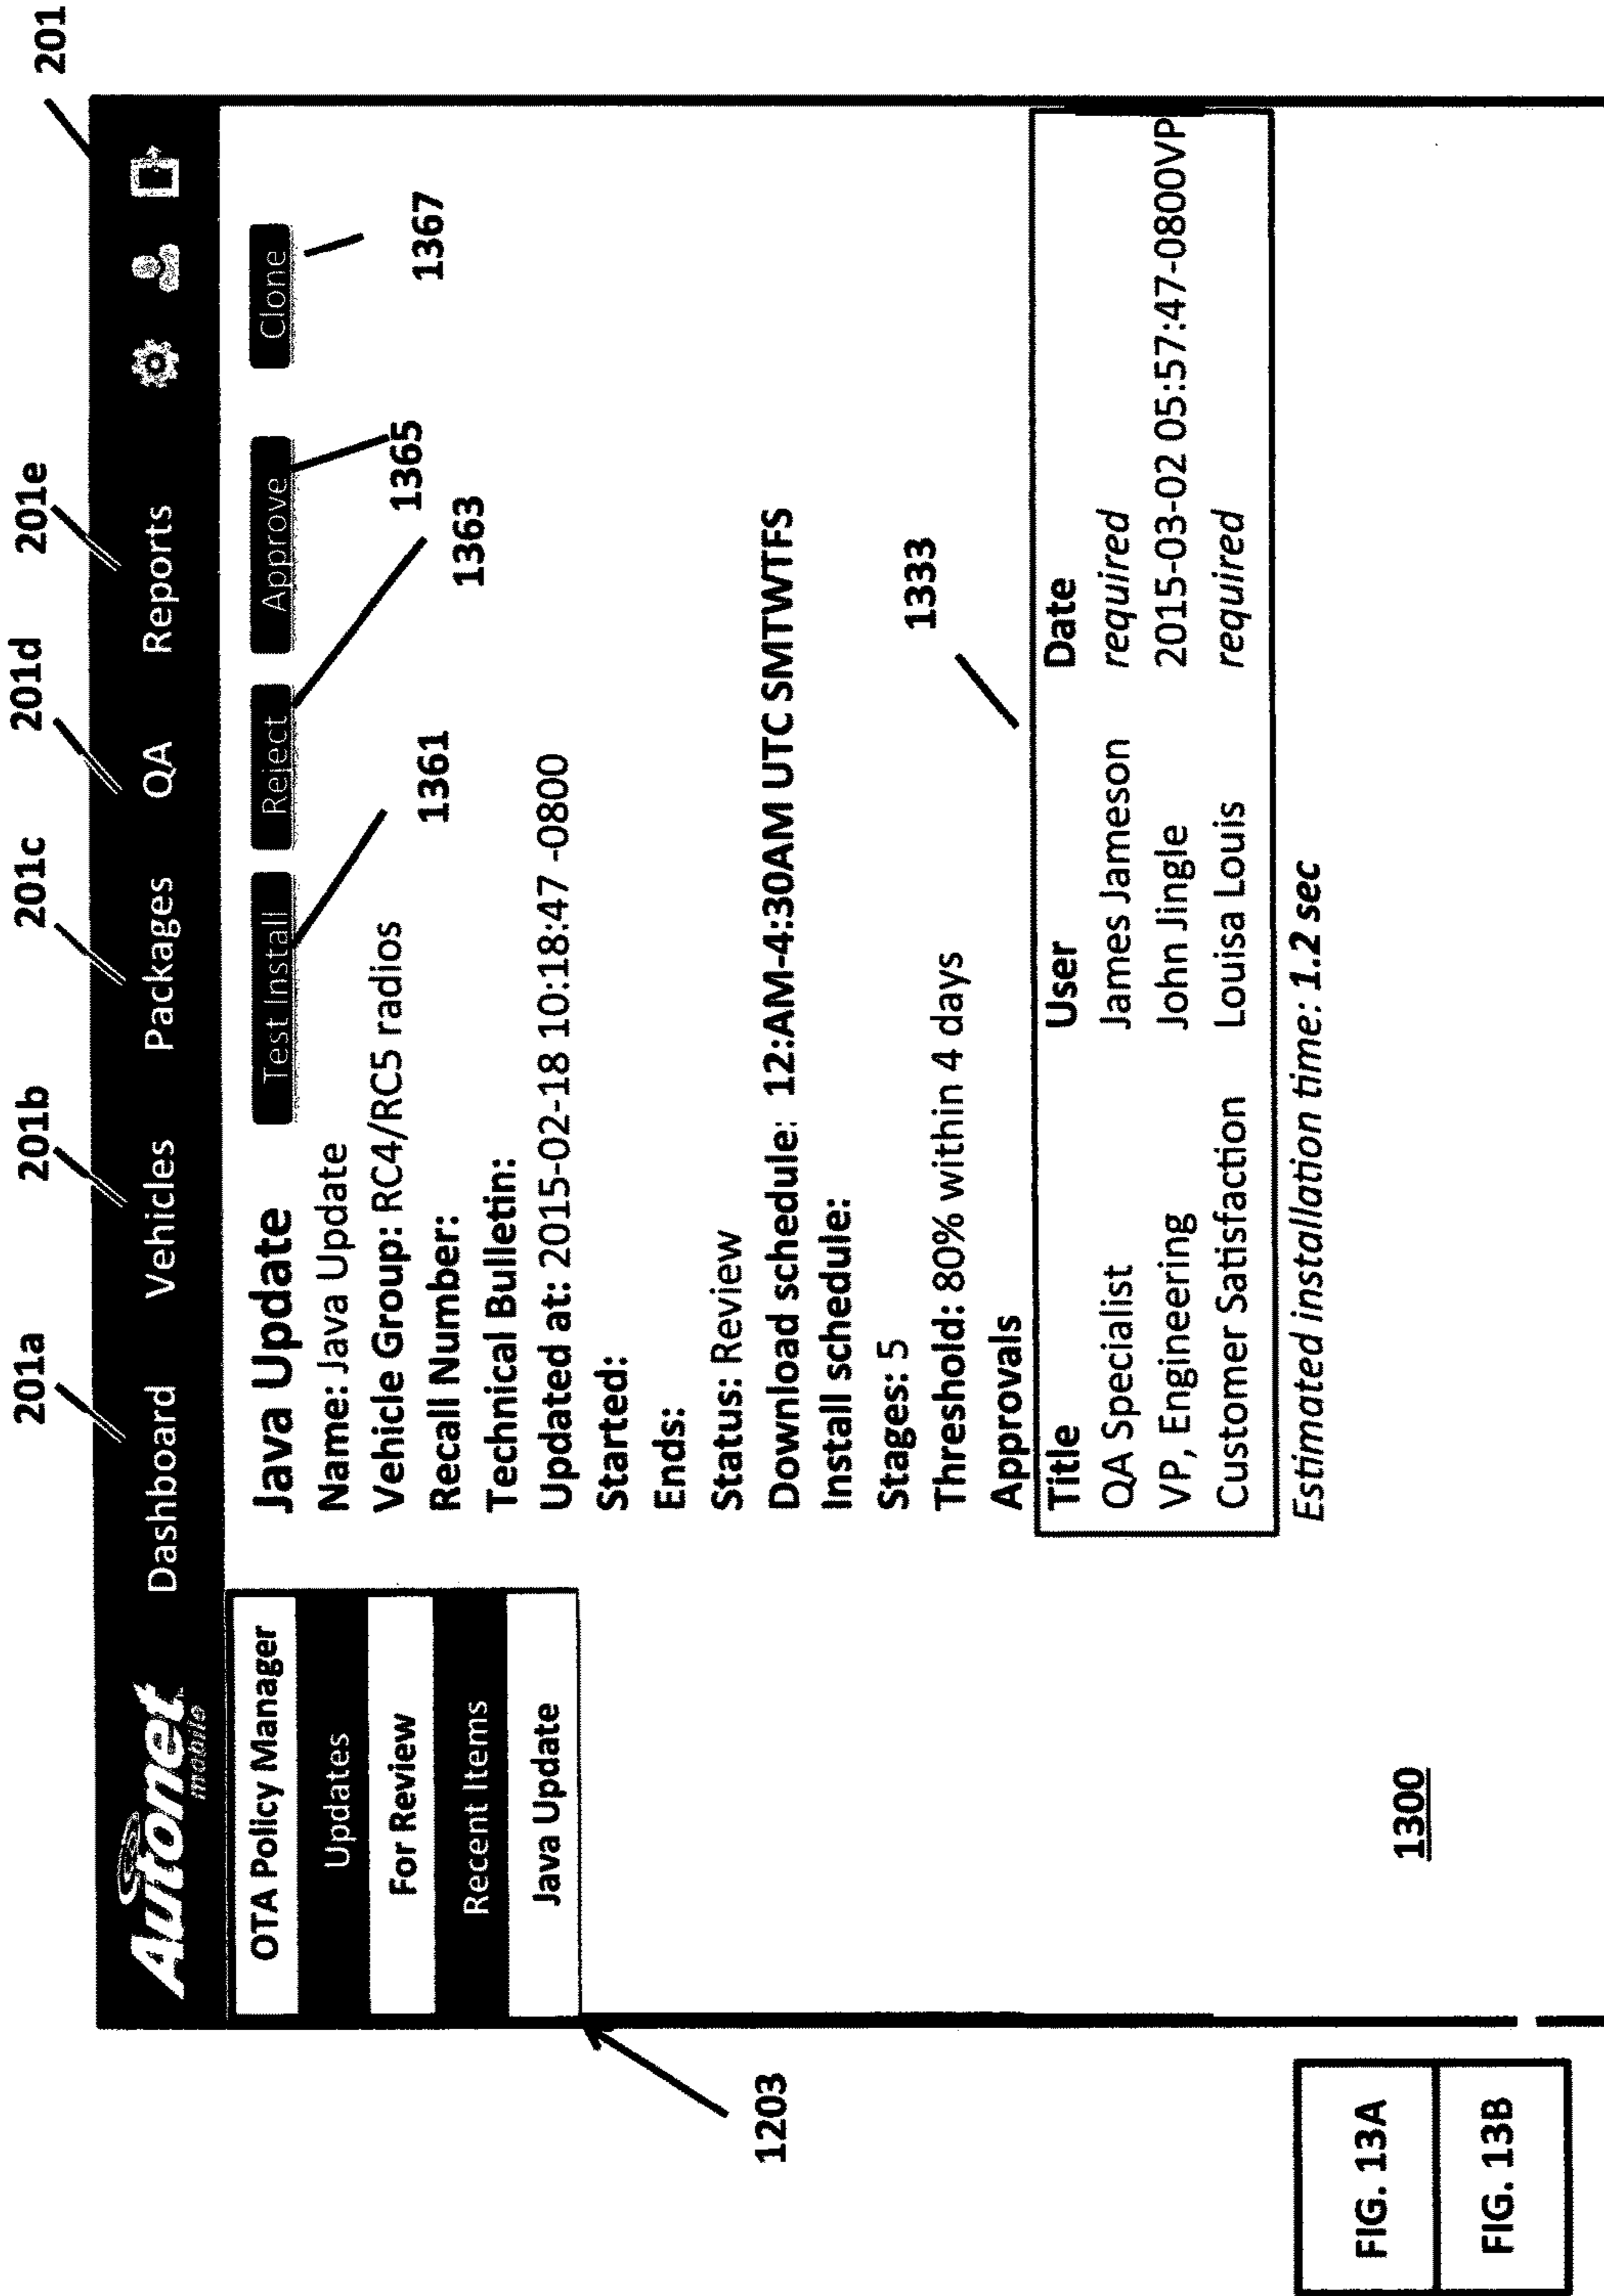 201
201a 201b 201c 201d 201e
Autonet Dashboard Vehicles Packages QA Reports
mobile
OTA Policy Manager
Updates
For Review
Recent Items
Java Update
1203
Java Update Test Install Reject Approve Clone
Name: Java Update
Vehicle Group: RC4/RC5 radios
Recall Number:
Technical Bulletin:
Updated at: 2015-02-18 10:18:47 -0800
Started:
Ends:
Status: Review
Download schedule: 12:AM-4:30AM UTC SMTWTFS
Install schedule:
Stages: 5
Threshold: 80% within 4 days
Approvals
1361
1363
1365
1367
1333
Title User Date
QA Specialist James Jameson required
VP, Engineering John Jingle 2015-03-02 05:57:47-0800VP
Customer Satisfaction Louisa Louis required
Estimated installation time: 1.2 sec
1300
FIG. 13A
FIG. 13B